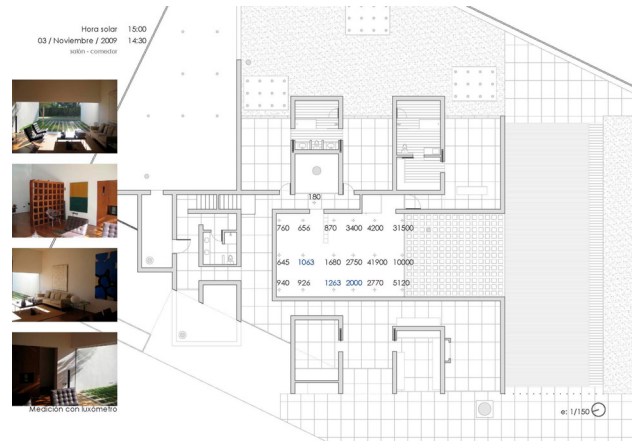 Hora solar 15:00
03 / Noviembre / 2009 14:30
salón - comedor
180
760 656 870 3400 4200 31500
645 1063 1680 2750 41900 10000
940 926 1263 2000 2770 5120
Medición con luxómetro
e: 1/150